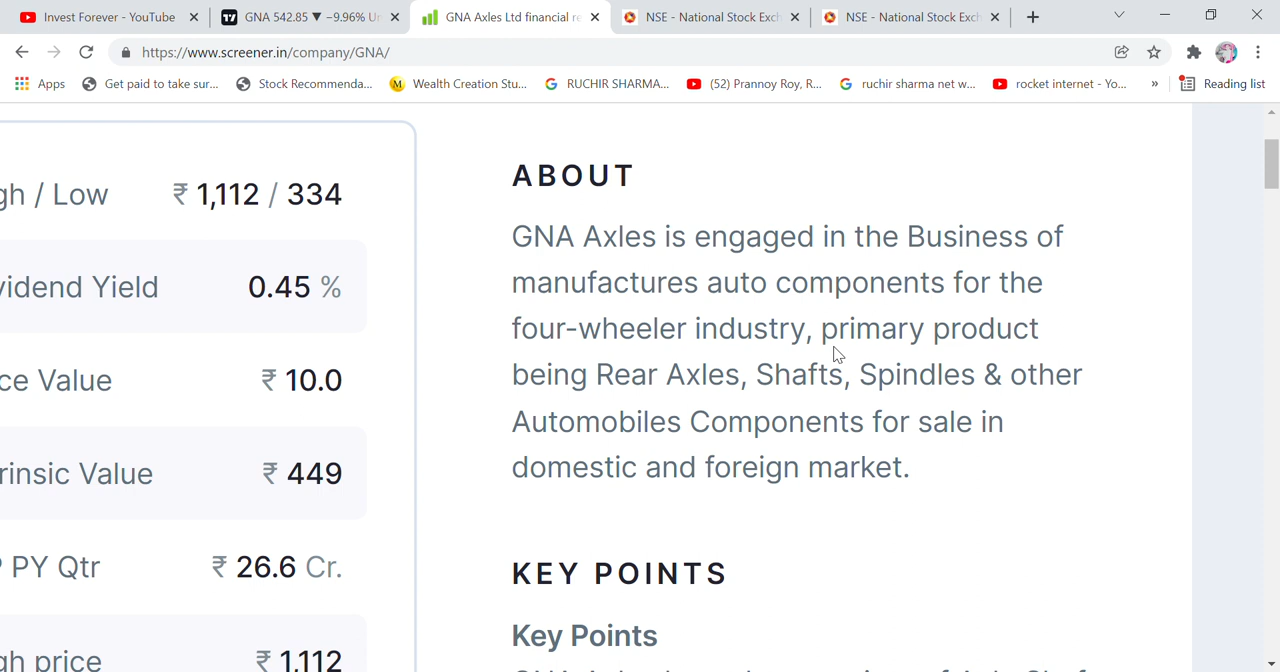 Invest Forever - YouTube
GNA 542.85 ▼ −9.96% Un
GNA Axles Ltd financial re
NSE - National Stock Exch
NSE - National Stock Exch
https://www.screener.in/company/GNA/
Apps
Get paid to take sur...
Stock Recommenda...
Wealth Creation Stu...
RUCHIR SHARMA...
(52) Prannoy Roy, R...
ruchir sharma net w...
rocket internet - Yo...
»
Reading list
gh / Low ₹ 1,112 / 334
vidend Yield 0.45 %
ce Value ₹ 10.0
rinsic Value ₹ 449
PY Qtr ₹ 26.6 Cr.
gh price ₹ 1,112
ABOUT
GNA Axles is engaged in the Business of
manufactures auto components for the
four-wheeler industry, primary product
being Rear Axles, Shafts, Spindles & other
Automobiles Components for sale in
domestic and foreign market.
KEY POINTS
Key Points